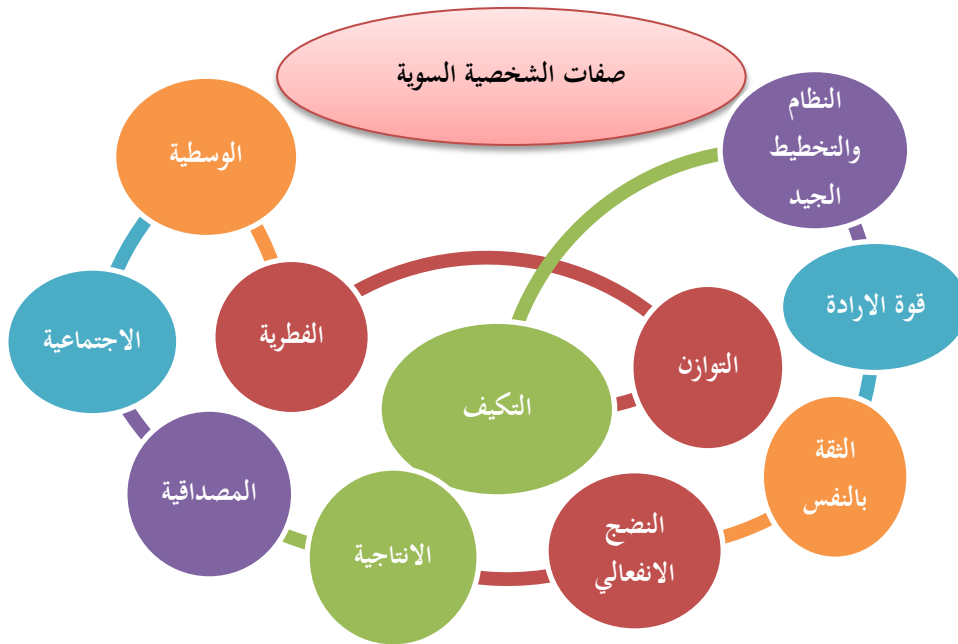 صفات الشخصية السوية
النظام
والتخطيط
الجيد
قوة الارادة
الثقة
بالنفس
النضج
الانفعالي
الانتاجية
المصداقية
الاجتماعية
الوسطية
الفطرية
التوازن
التكيف